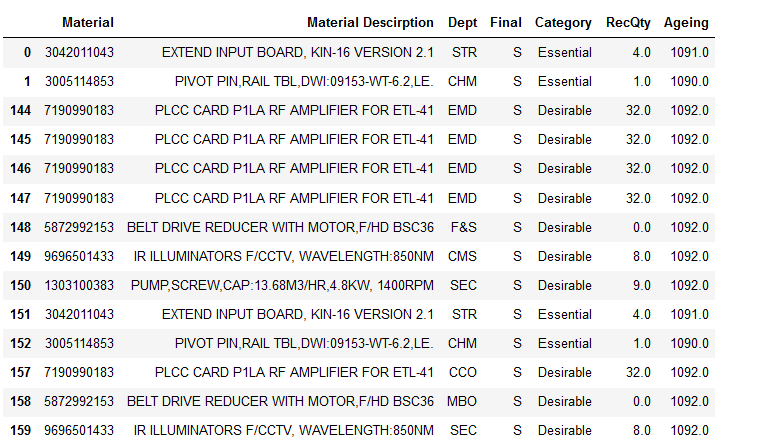 Material Material Descirption Dept Final Category RecQty Ageing
0 3042011043 EXTEND INPUT BOARD, KIN-16 VERSION 2.1 STR S Essential 4.0 1091.0
1 3005114853 PIVOT PIN,RAIL TBL,DWI:09153-WT-6.2,LE. CHM S Essential 1.0 1090.0
144 7190990183 PLCC CARD P1LA RF AMPLIFIER FOR ETL-41 EMD S Desirable 32.0 1092.0
145 7190990183 PLCC CARD P1LA RF AMPLIFIER FOR ETL-41 EMD S Desirable 32.0 1092.0
146 7190990183 PLCC CARD P1LA RF AMPLIFIER FOR ETL-41 EMD S Desirable 32.0 1092.0
147 7190990183 PLCC CARD P1LA RF AMPLIFIER FOR ETL-41 EMD S Desirable 32.0 1092.0
148 5872992153 BELT DRIVE REDUCER WITH MOTOR,F/HD BSC36 F&S S Desirable 0.0 1092.0
149 9696501433 IR ILLUMINATORS F/CCTV, WAVELENGTH:850NM CMS S Desirable 8.0 1092.0
150 1303100383 PUMP,SCREW,CAP:13.68M3/HR,4.8KW, 1400RPM SEC S Desirable 9.0 1092.0
151 3042011043 EXTEND INPUT BOARD, KIN-16 VERSION 2.1 STR S Essential 4.0 1091.0
152 3005114853 PIVOT PIN,RAIL TBL,DWI:09153-WT-6.2,LE. CHM S Essential 1.0 1090.0
157 7190990183 PLCC CARD P1LA RF AMPLIFIER FOR ETL-41 CCO S Desirable 32.0 1092.0
158 5872992153 BELT DRIVE REDUCER WITH MOTOR,F/HD BSC36 MBO S Desirable 0.0 1092.0
159 9696501433 IR ILLUMINATORS F/CCTV, WAVELENGTH:850NM SEC S Desirable 8.0 1092.0